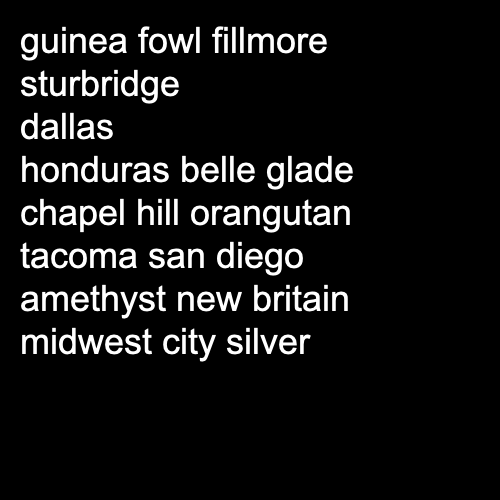 guinea fowl fillmore
sturbridge
dallas
honduras belle glade
chapel hill orangutan
tacoma san diego
amethyst new britain
midwest city silver